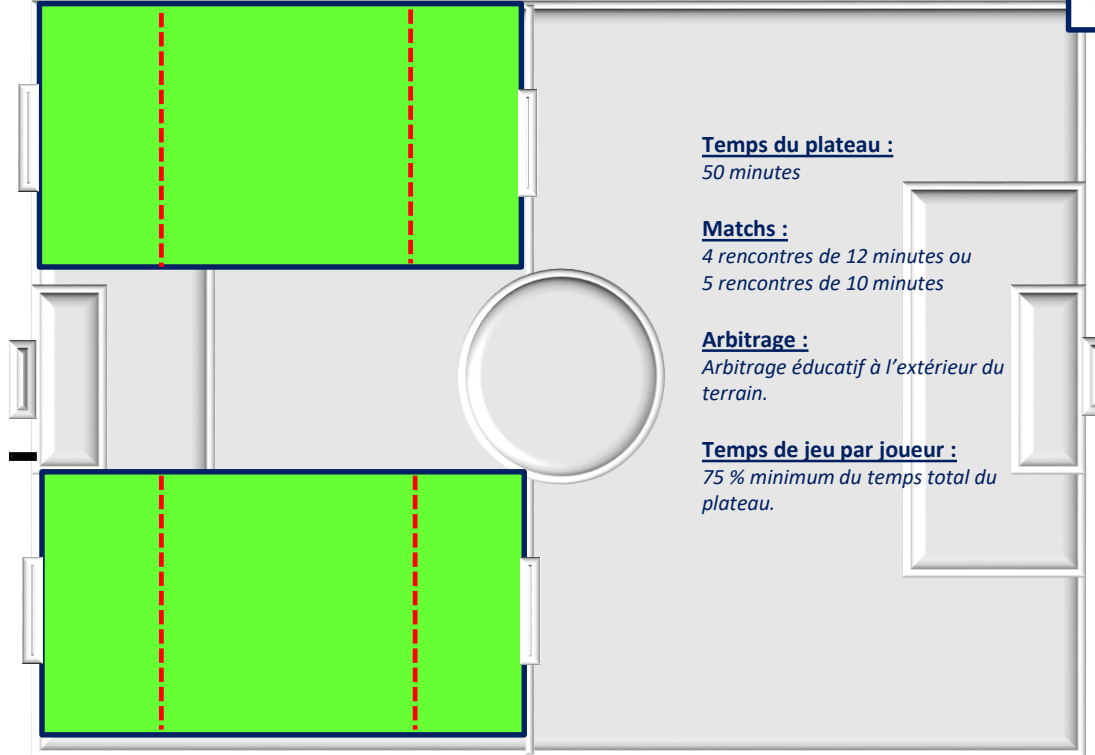 Temps du plateau :
50 minutes
Matchs :
4 rencontres de 12 minutes ou
5 rencontres de 10 minutes
Arbitrage :
Arbitrage éducatif à l’extérieur du
terrain.
Temps de jeu par joueur :
75 % minimum du temps total du
plateau.